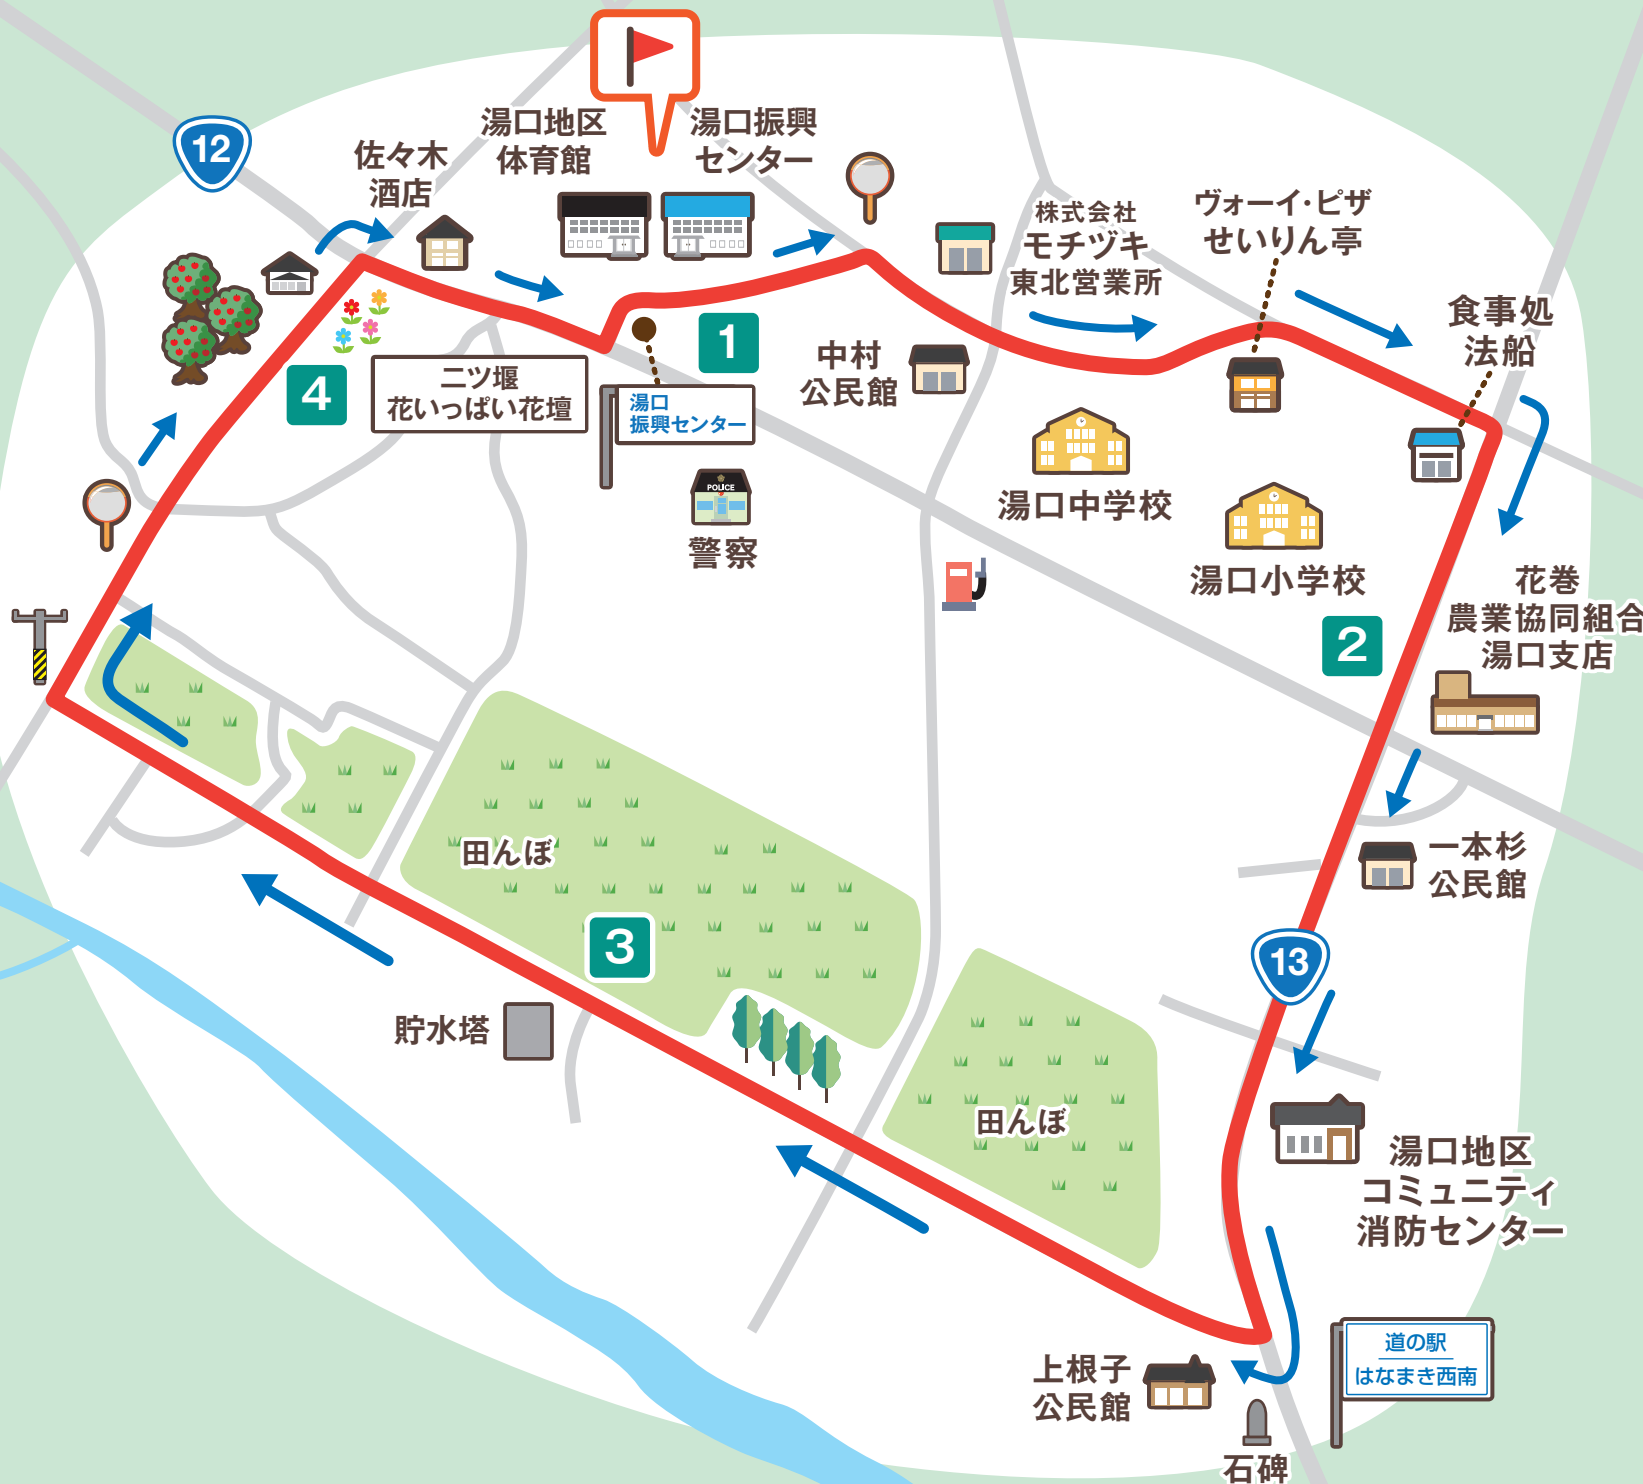 12
佐々木
酒店
湯口地区
体育館
湯口振興
センター
株式会社
モチヅキ
東北営業所
ヴォーイ・ピザ
せいりん亭
食事処
法船
1
中村
公民館
4
二ツ堰
花いっぱい花壇
湯口
振興センター
POLICE
警察
湯口中学校
湯口小学校
2
花巻
農業協同組合
湯口支店
一本杉
公民館
田んぼ
3
13
貯水塔
田んぼ
湯口地区
コミュニティ
消防センター
道の駅
はなまき西南
上根子
公民館
石碑